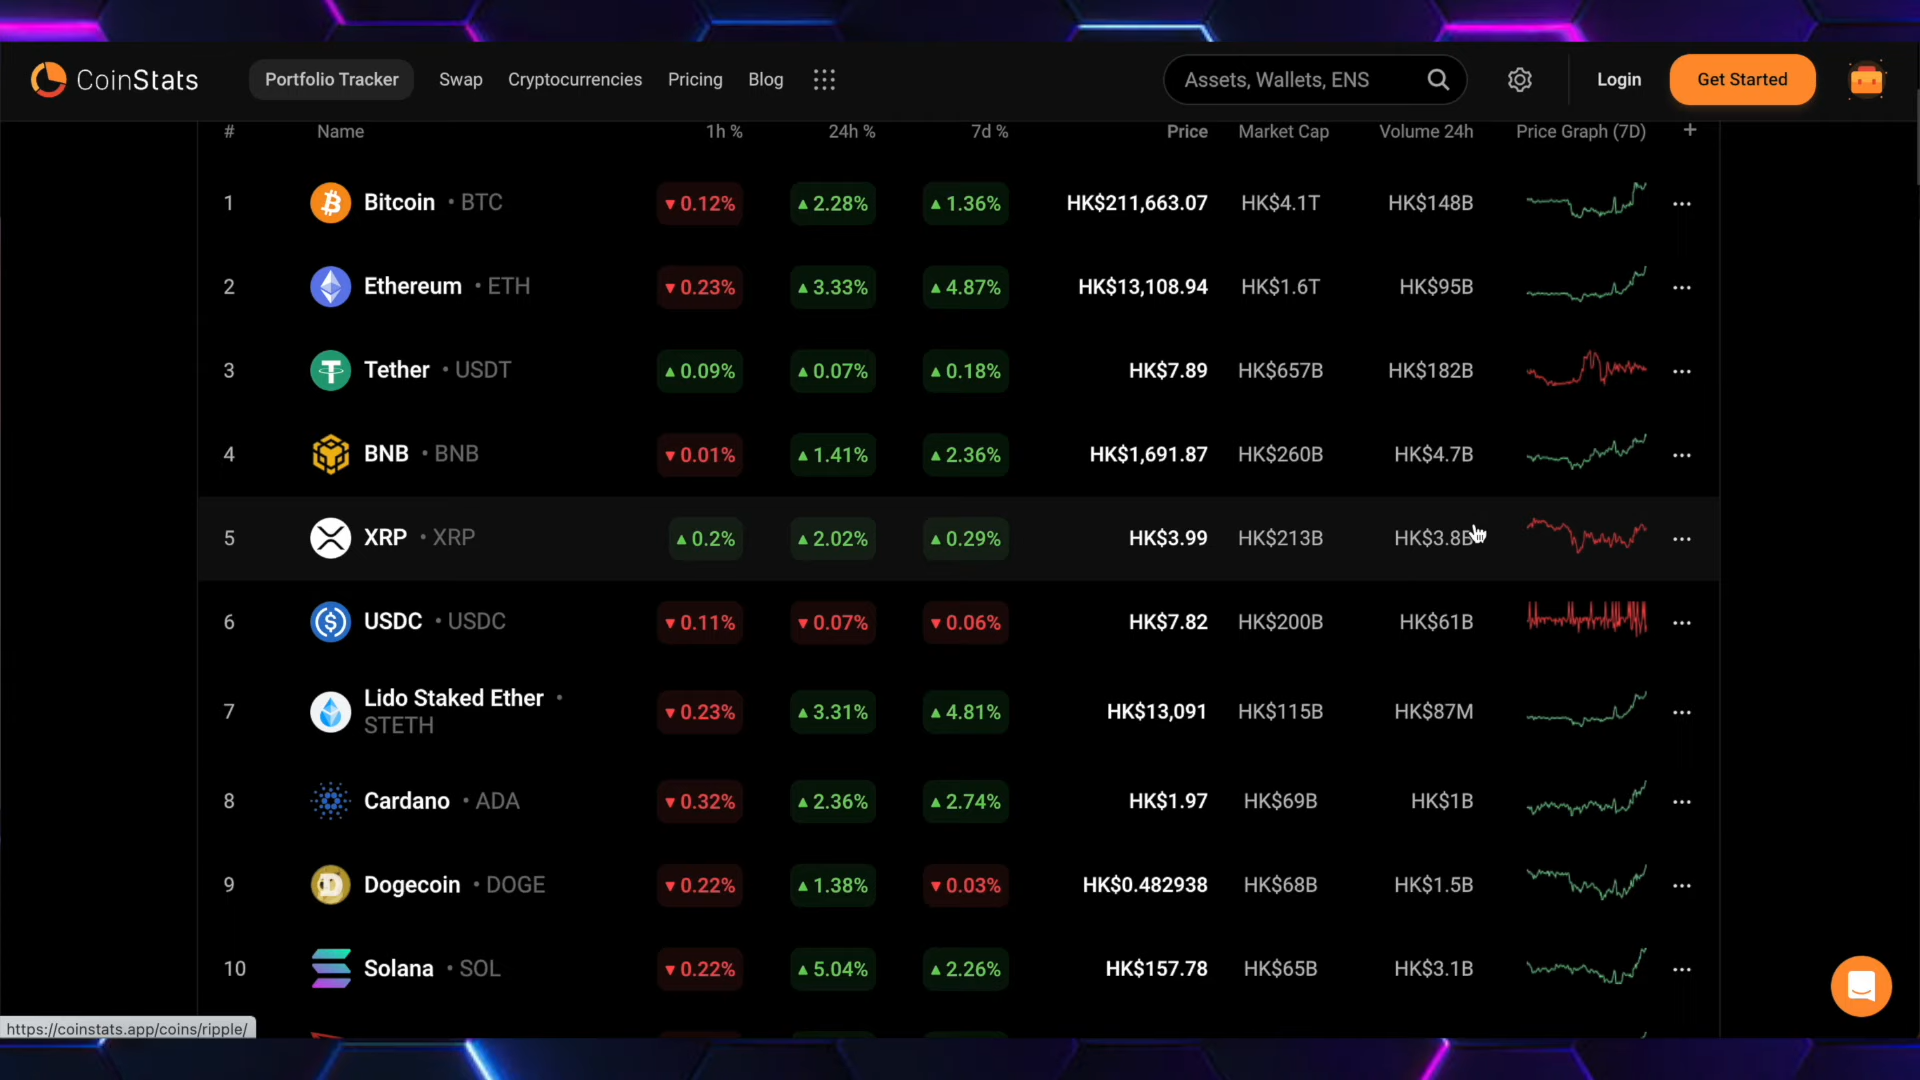 CoinStats Portfolio Tracker Swap Cryptocurrencies Pricing Blog Assets, Wallets, ENS Login Get Started
# Name 1h % 24h % 7d % Price Market Cap Volume 24h Price Graph (7D) +
1 Bitcoin • BTC ▼ 0.12% ▲ 2.28% ▲ 1.36% HK$211,663.07 HK$4.1T HK$148B ...
2 Ethereum • ETH ▼ 0.23% ▲ 3.33% ▲ 4.87% HK$13,108.94 HK$1.6T HK$95B ...
3 Tether • USDT ▲ 0.09% ▲ 0.07% ▲ 0.18% HK$7.89 HK$657B HK$182B ...
4 BNB • BNB ▼ 0.01% ▲ 1.41% ▲ 2.36% HK$1,691.87 HK$260B HK$4.7B ...
5 XRP • XRP ▲ 0.2% ▲ 2.02% ▲ 0.29% HK$3.99 HK$213B HK$3.8B ...
6 USDC • USDC ▼ 0.11% ▼ 0.07% ▼ 0.06% HK$7.82 HK$200B HK$61B ...
7 Lido Staked Ether • ▼ 0.23% ▲ 3.31% ▲ 4.81% HK$13,091 HK$115B HK$87M ...
STETH
8 Cardano • ADA ▼ 0.32% ▲ 2.36% ▲ 2.74% HK$1.97 HK$69B HK$1B ...
9 Dogecoin • DOGE ▼ 0.22% ▲ 1.38% ▼ 0.03% HK$0.482938 HK$68B HK$1.5B ...
10 Solana • SOL ▼ 0.22% ▲ 5.04% ▲ 2.26% HK$157.78 HK$65B HK$3.1B ...
https://coinstats.app/coins/ripple/